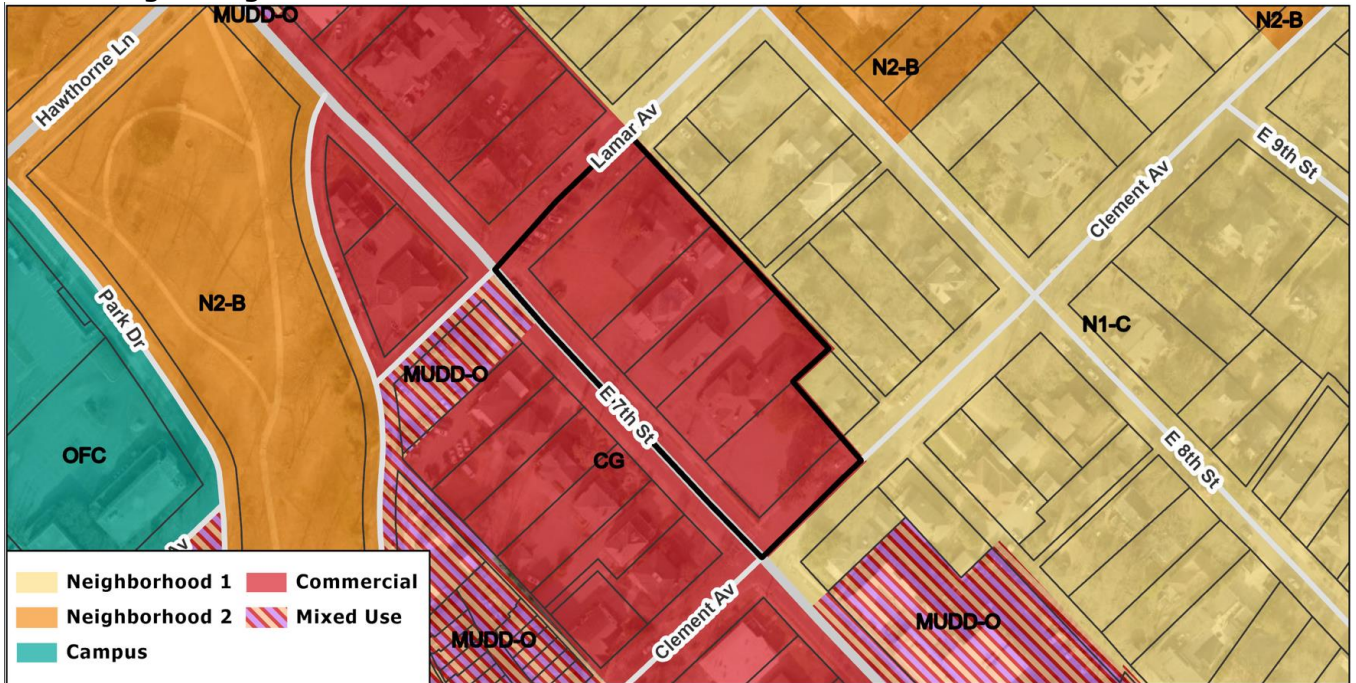 MUDD-O
N2-B
Hawthorne Ln
N2-B
Lamar Av
E 9th St
Clement Av
Park Dr
N2-B
N1-C
MUDD-O
E 7th St
OFC
CG
E 8th St
Av
Neighborhood 1
Commercial
Neighborhood 2
Mixed Use
Campus
Clement Av
MUDD-O
MUDD-O